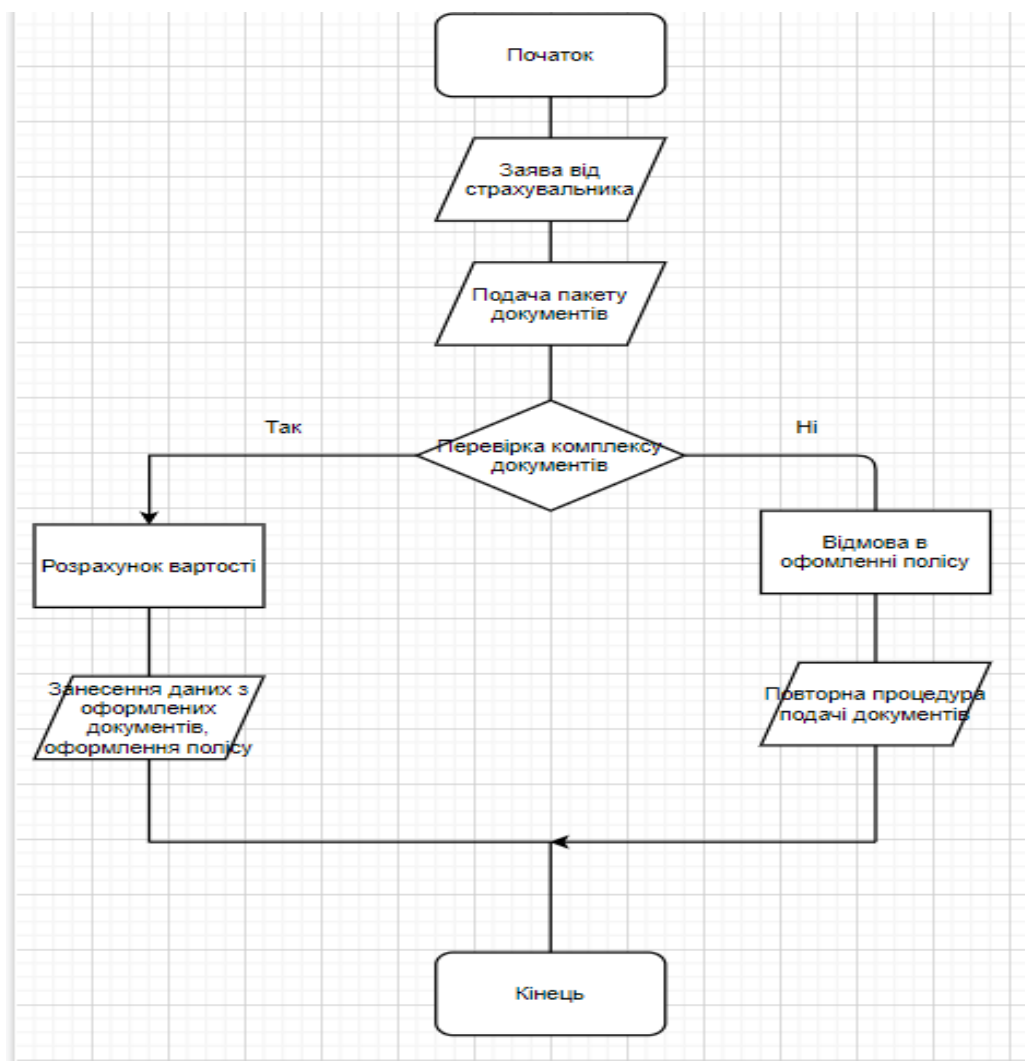 Початок
Заява від
страхувальника
Подача пакету
документів
Так
Ні
Перевірка комплексу
документів
Розрахунок вартості
Відмова в
офомленні полісу
Занесення даних з
оформлених
документів,
оформлення полісу
Повторна процедура
подачі документів
Кінець